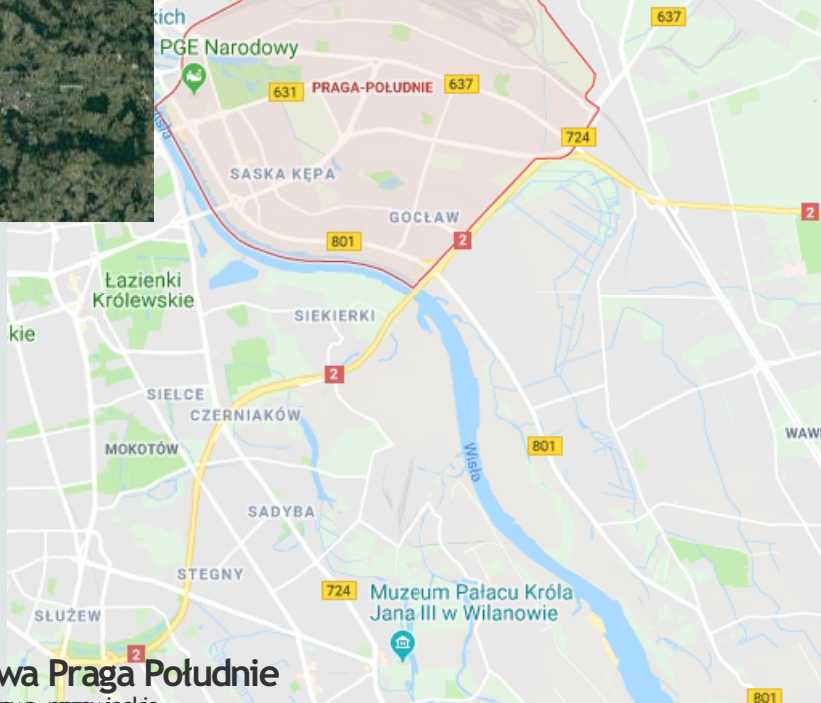 kich
PGE Narodowy
637
631
PRAGA-POŁUDNIE
637
724
SASKA KĘPA
GOCŁAW
2
801
2
Łazienki
Królewskie
kie
SIEKIERKI
2
SIELCE
CZERNIAKÓW
MOKOTÓW
801
WAW
Wisła
SADYBA
STEGNY
724
Muzeum Pałacu Króla
Jana III w Wilanowie
SŁUŻEW
2
wa Praga Południe
801